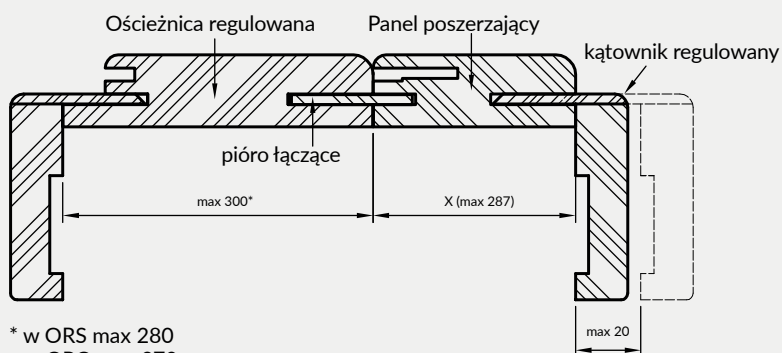 Ościeżnica regulowana
Panel poszerzający
kątownik regulowany
pióro łączące
max 300*
X (max 287)
max 20
* w ORS max 280